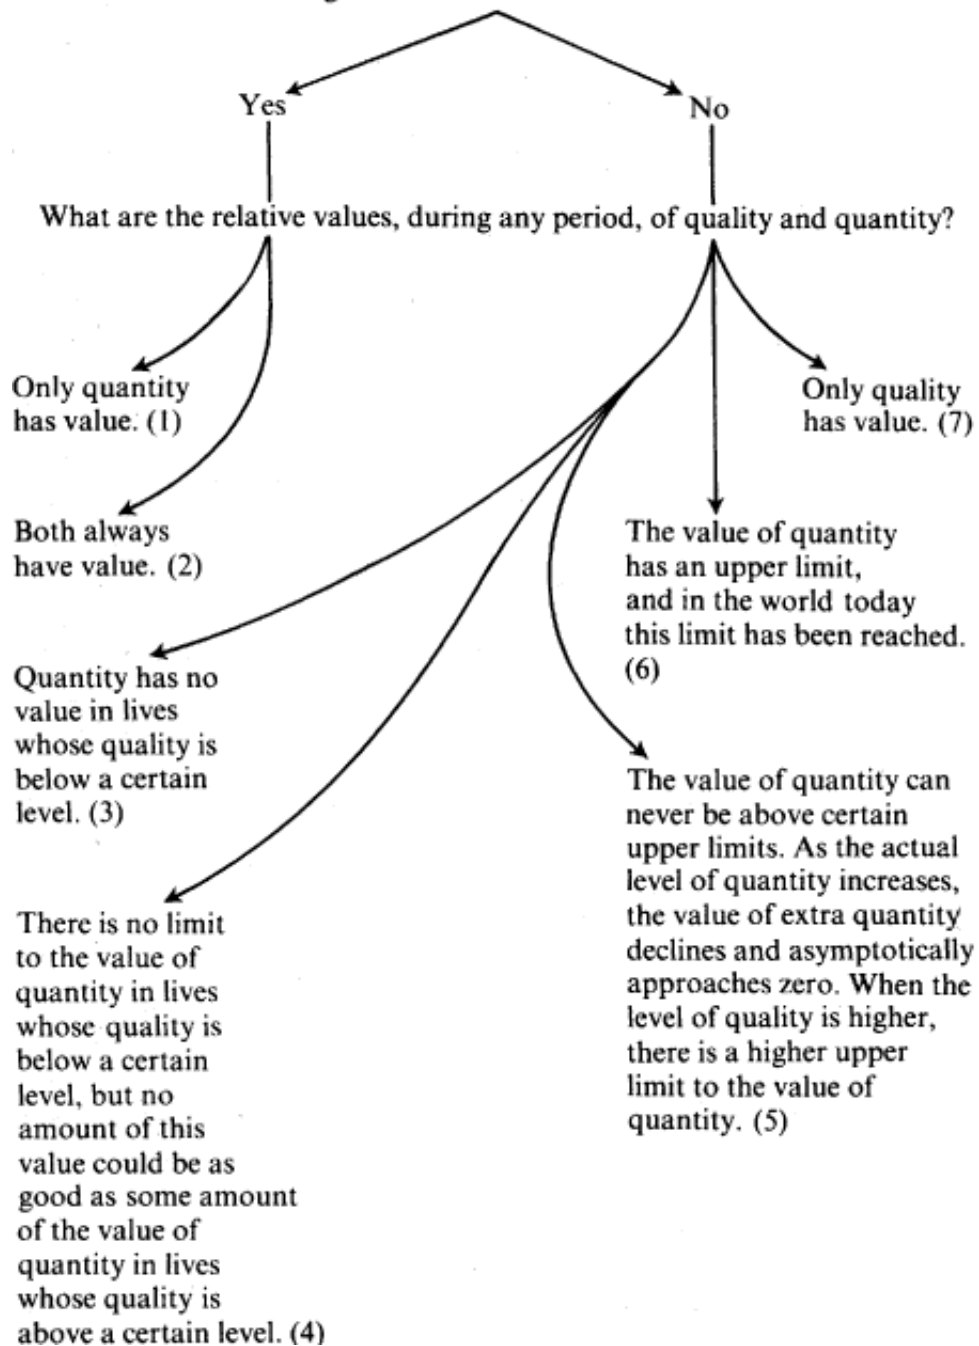 Yes
No
What are the relative values, during any period, of quality and quantity?
Only quantity
has value. (1)
Only quality
has value. (7)
Both always
have value. (2)
The value of quantity
has an upper limit,
and in the world today
this limit has been reached.
(6)
Quantity has no
value in lives
whose quality is
below a certain
level. (3)
The value of quantity can
never be above certain
upper limits. As the actual
level of quantity increases,
the value of extra quantity
declines and asymptotically
approaches zero. When the
level of quality is higher,
there is a higher upper
limit to the value of
quantity. (5)
There is no limit
to the value of
quantity in lives
whose quality is
below a certain
level, but no
amount of this
value could be as
good as some amount
of the value of
quantity in lives
whose quality is
above a certain level. (4)